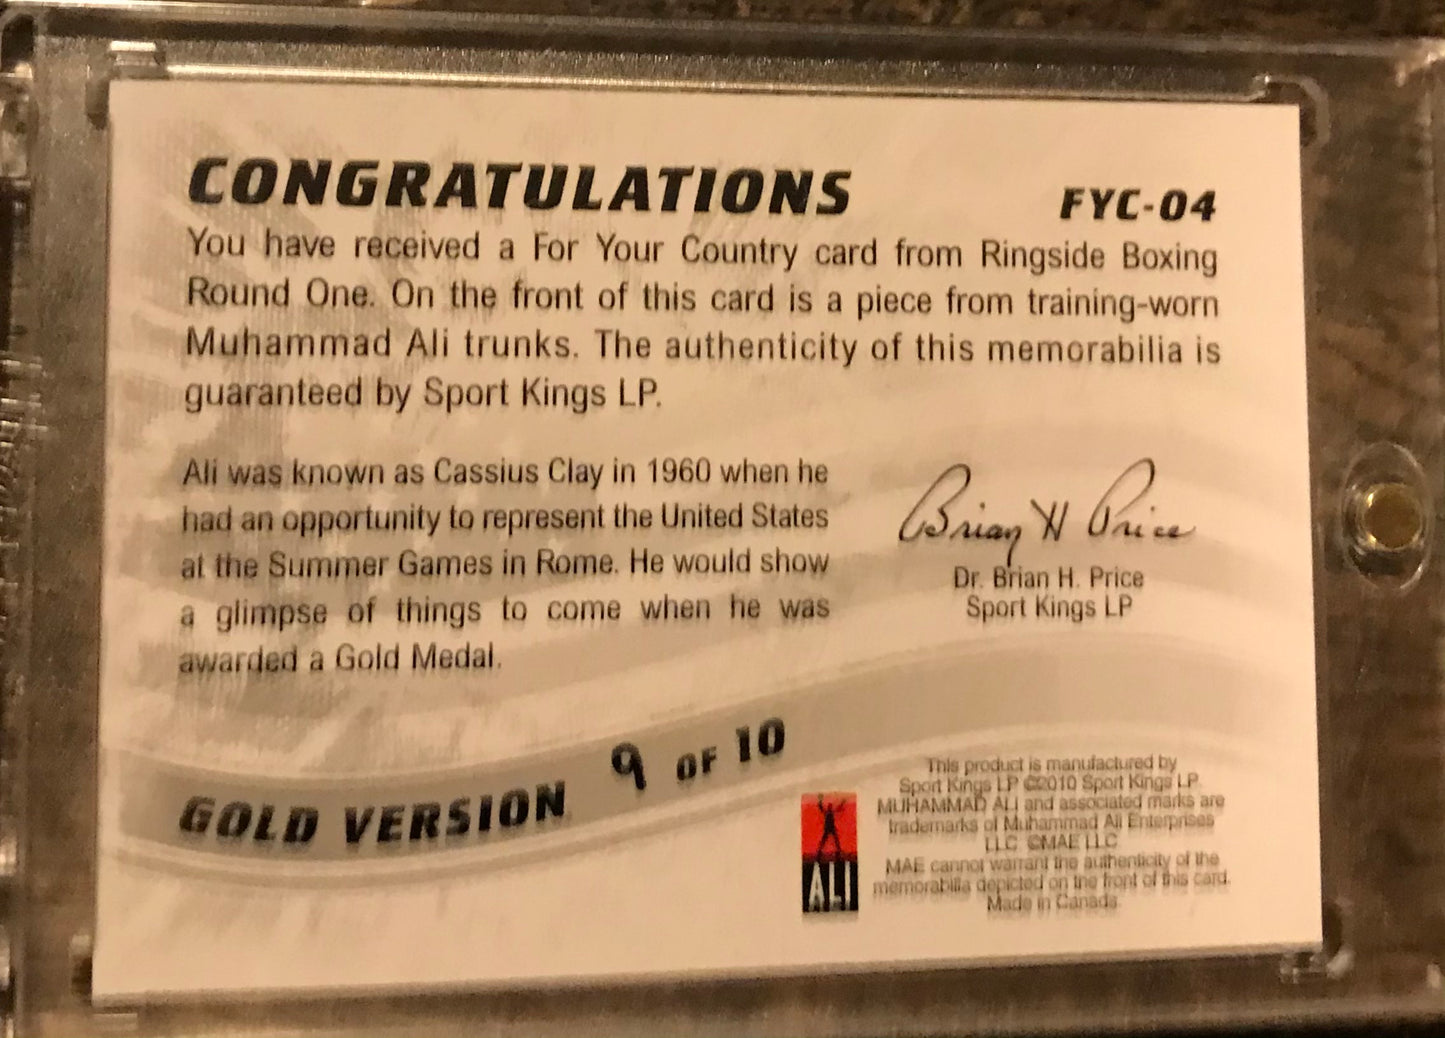 CONGRATULATIONS
FYC-04
You have received a For Your Country card from Ringside Boxing
Round One. On the front of this card is a piece from training-worn
Muhammad Ali trunks. The authenticity of this memorabilia is
guaranteed by Sport Kings LP.
Ali was known as Cassius Clay in 1960 when he
had an opportunity to represent the United States
at the Summer Games in Rome. He would show
a glimpse of things to come when he was
awarded a Gold Medal.
Brian H Price
Dr. Brian H. Price
Sport Kings LP
GOLD VERSION 9 OF 10
ALI
This product is manufactured by
Sport Kings LP ©2010 Sport Kings LP.
MUHAMMAD ALI and associated marks are
trademarks of Muhammad Ali Enterprises
LLC ©MAE LLC
MAE cannot warrant the authenticity of the
memorabilia depicted on the front of this card.
Made in Canada